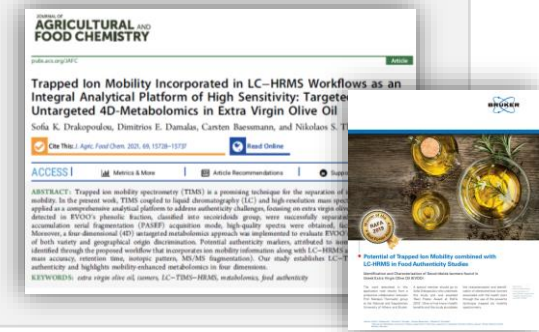 JOURNAL OF
AGRICULTURAL AND
FOOD CHEMISTRY
pubs.acs.org/JAFC
Article
Trapped Ion Mobility Incorporated in LC−HRMS Workflows as an
Integral Analytical Platform of High Sensitivity: Targete
Untargeted 4D-Metabolomics in Extra Virgin Olive Oil
Sofia K. Drakopoulou, Dimitrios E. Damalas, Carsten Baessmann, and Nikolaos S. T
Cite This: J. Agric. Food Chem. 2021, 69, 15728−15737
Read Online
ACCESS
Metrics & More
Article Recommendations
Suppo
ABSTRACT: Trapped ion mobility spectrometry (TIMS) is a promising technique for the separation of
mobility. In the present work, TIMS coupled to liquid chromatography (LC) and high-resolution mass spect
applied as a comprehensive analytical platform to address authenticity challenges, focusing on extra virgin oliv
detected in EVOO's phenolic fraction, classified into secoiridoids group, were successfully separat
accumulation serial fragmentation (PASEF) acquisition mode, high-quality spectra were obtained, fac
Moreover, a four-dimensional (4D) untargeted metabolomics approach was implemented to evaluate EVOO's
of both variety and geographical origin discrimination. Potential authenticity markers, attributed to
identified through the proposed workflow that incorporates ion mobility information along with LC−HRMS a
mass accuracy, retention time, isotopic pattern, MS/MS fragmentation). Our study establishes LC−T
authenticity and highlights mobility-enhanced metabolomics in four dimensions.
KEYWORDS: extra virgin olive oil, isomers, LC−TIMS-HRMS, metabolomics, food authenticity
BRUKER
RAFA
2019
Potential of Trapped Ion Mobility combined with
LC-HRMS in Food Authenticity Studies